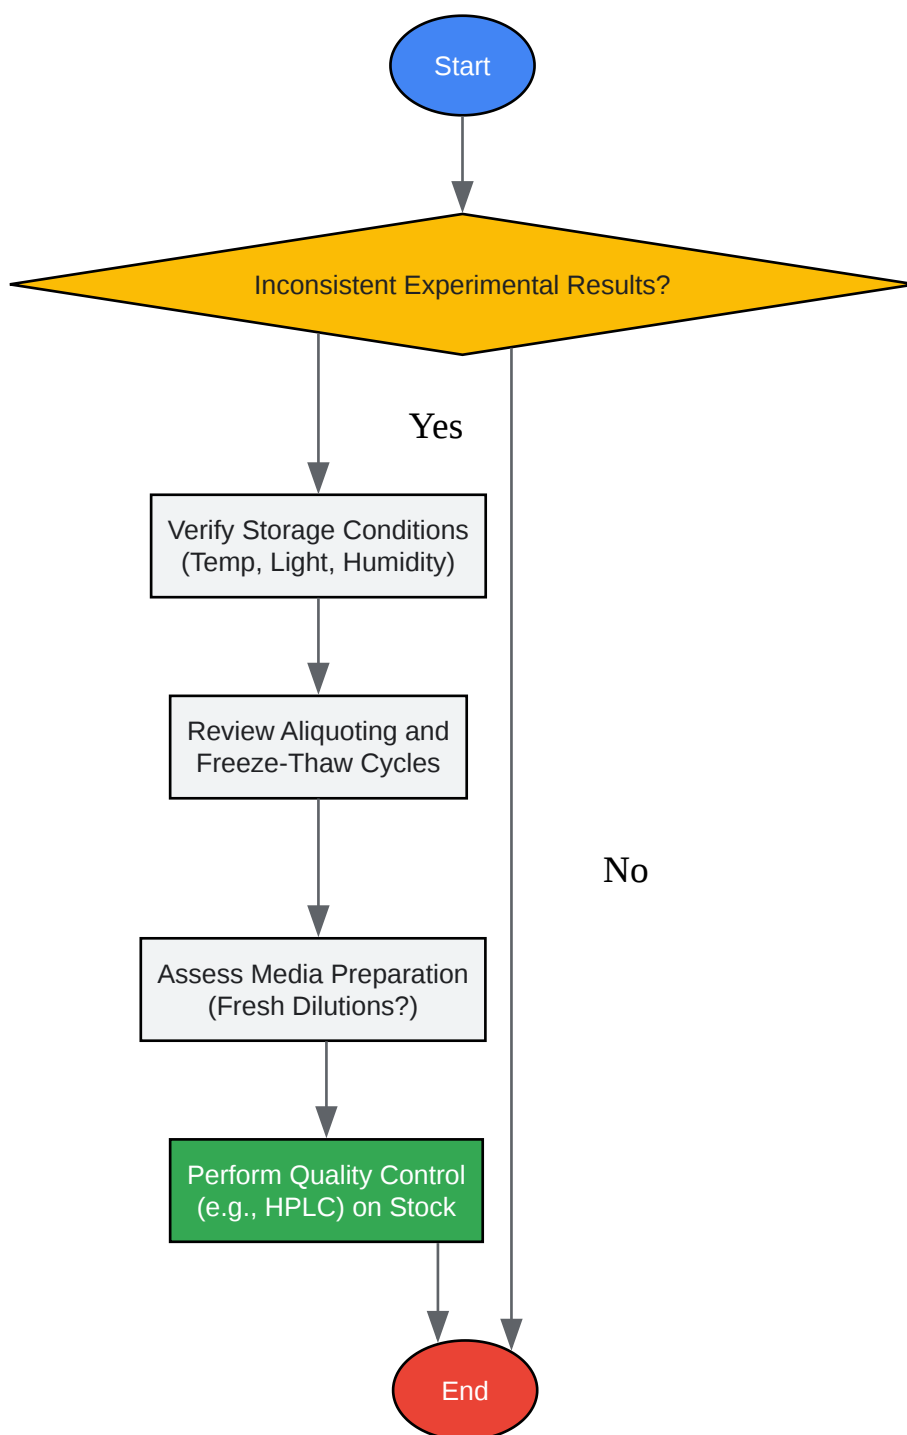 Start
Inconsistent Experimental Results?
Yes
Verify Storage Conditions
(Temp, Light, Humidity)
Review Aliquoting and
Freeze-Thaw Cycles
No
Assess Media Preparation
(Fresh Dilutions?)
Perform Quality Control
(e.g., HPLC) on Stock
End